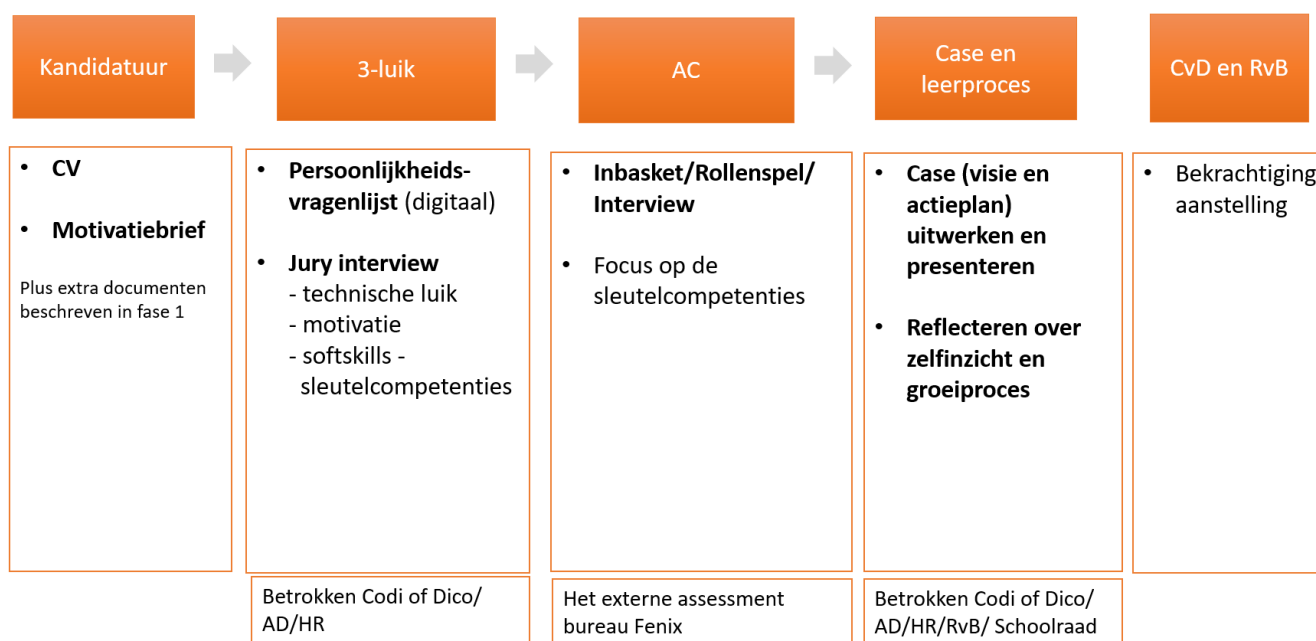 Kandidatuur
3-luik
AC
Case en
leerproces
CvD en RvB
• CV
• Motivatiebrief
Plus extra documenten
beschreven in fase 1
• Persoonlijkheids-
vragenlijst (digitaal)
• Jury interview
- technische luik
- motivatie
- softskills -
sleutelcompetenties
• Inbasket/Rollenspel/
Interview
• Focus op de
sleutelcompetenties
• Case (visie en
actieplan)
uitwerken en
presenteren
• Reflecteren over
zelfinzicht en
groeiproces
• Bekrachtiging
aanstelling
Betrokken Codi of Dico/
AD/HR
Het externe assessment
bureau Fenix
Betrokken Codi of Dico/
AD/HR/RvB/ Schoolraad